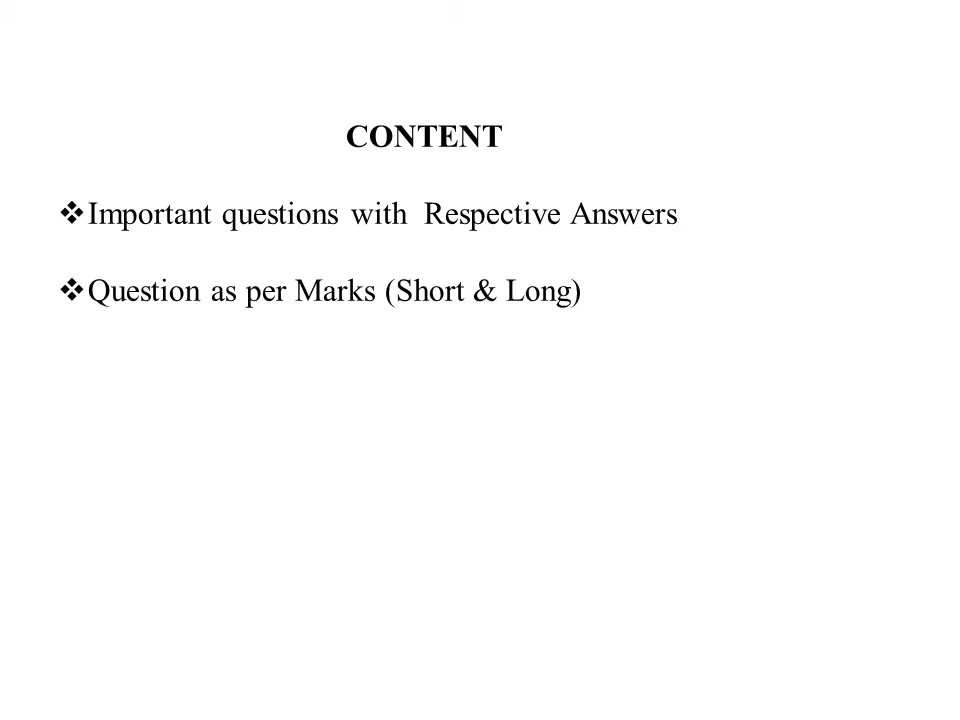 CONTENT
❖Important questions with  Respective Answers
❖Question as per Marks (Short & Long)